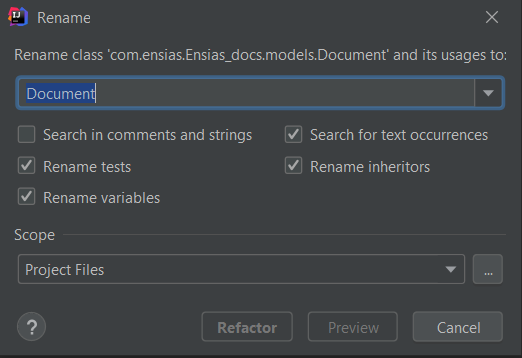 Rename
Rename class 'com.ensias.Ensias_docs.models.Document' and its usages to:
Document
Search in comments and strings
Search for text occurrences
Rename tests
Rename inheritors
Rename variables
Scope
Project Files
...
?
Refactor
Preview
Cancel